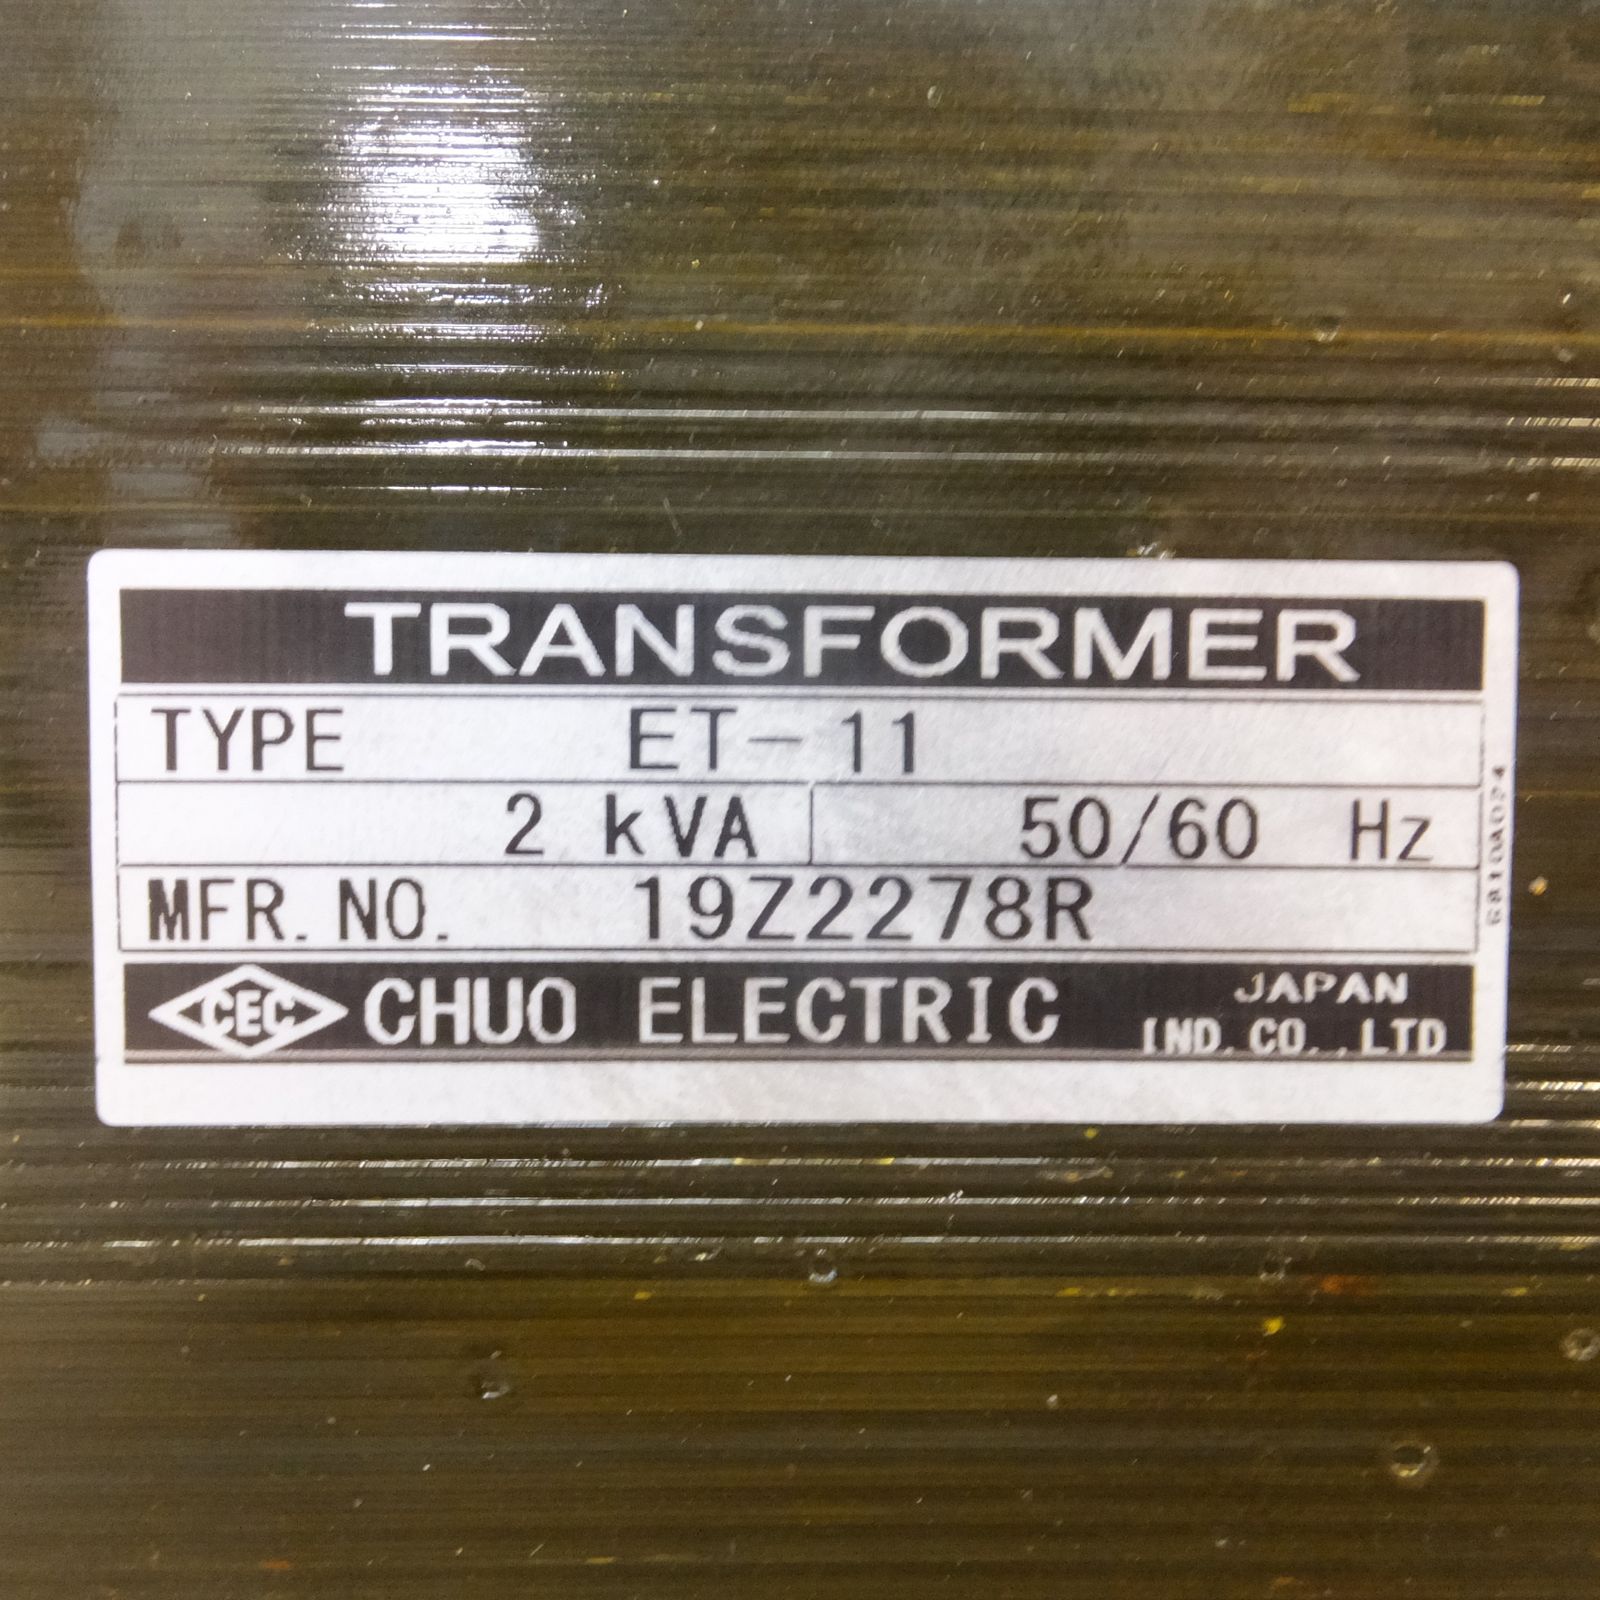 TRANSFORMER
TYPE ET-11
2 kVA 50/60 Hz
MFR. NO. 19Z2278R
CEC CHUO ELECTRIC JAPAN
IND. CO., LTD